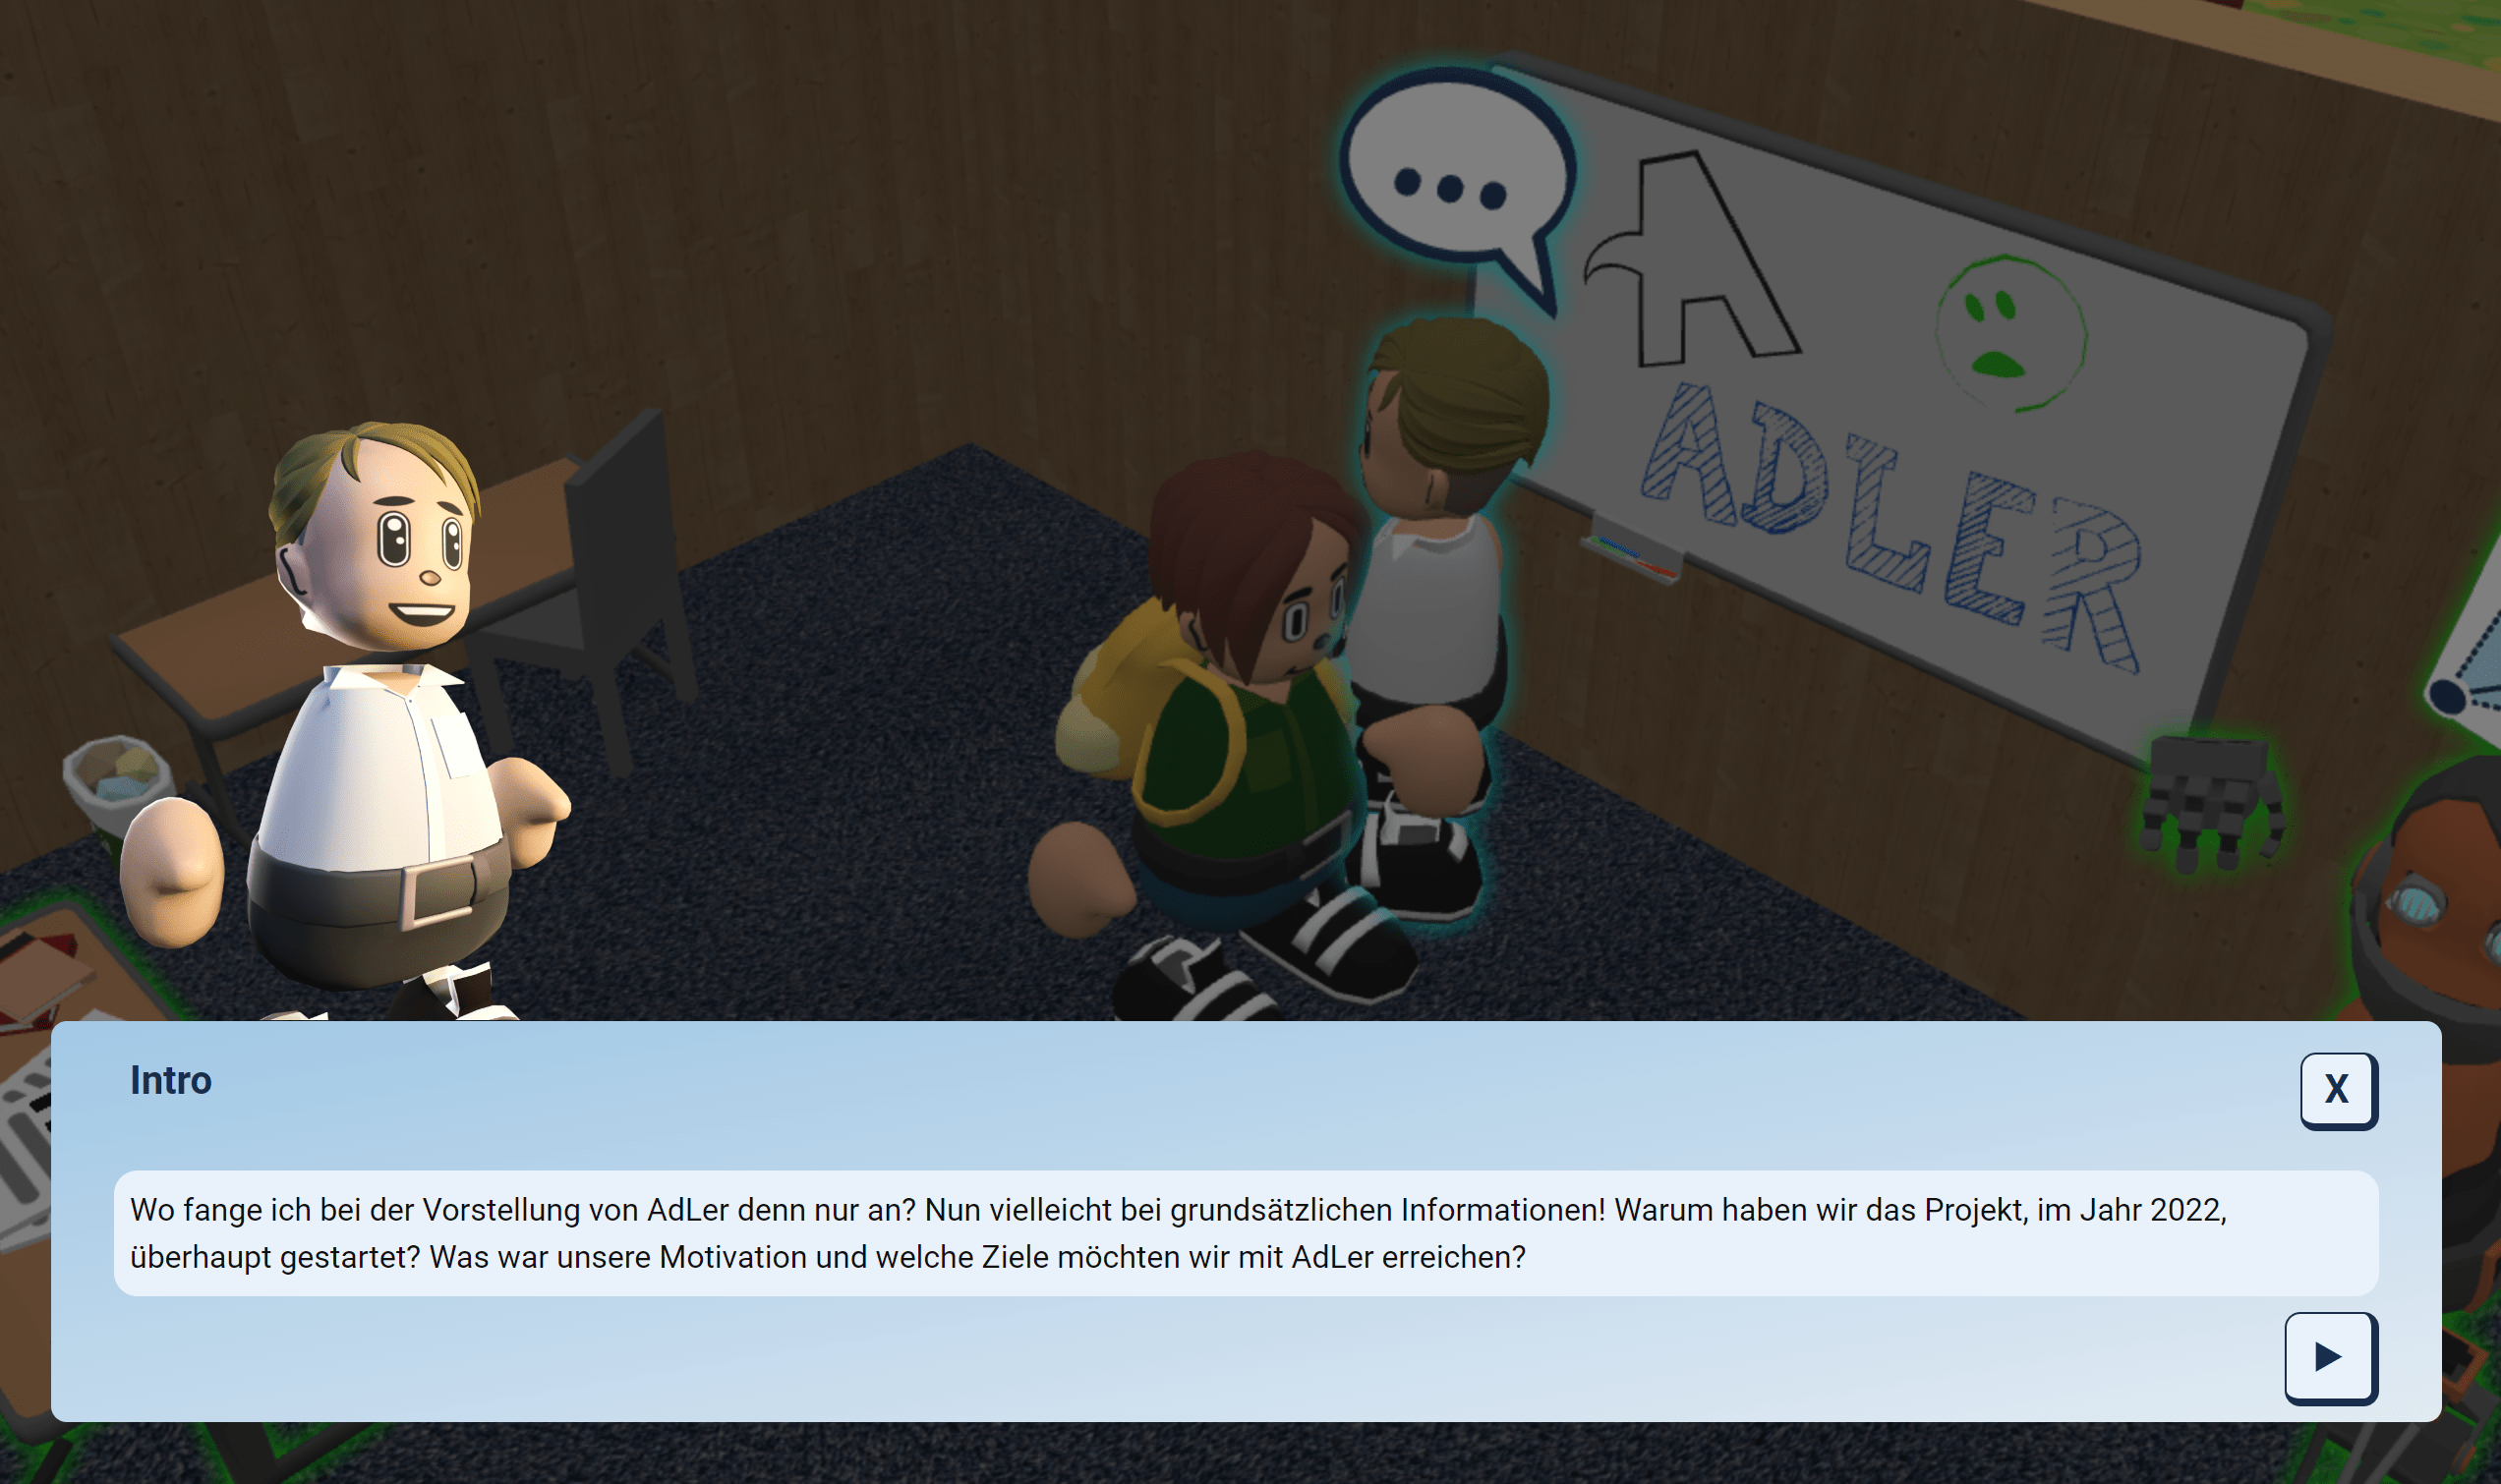 A
ADLER
Intro
X
Wo fange ich bei der Vorstellung von AdLer denn nur an? Nun vielleicht bei grundsätzlichen Informationen! Warum haben wir das Projekt, im Jahr 2022,
überhaupt gestartet? Was war unsere Motivation und welche Ziele möchten wir mit AdLer erreichen?